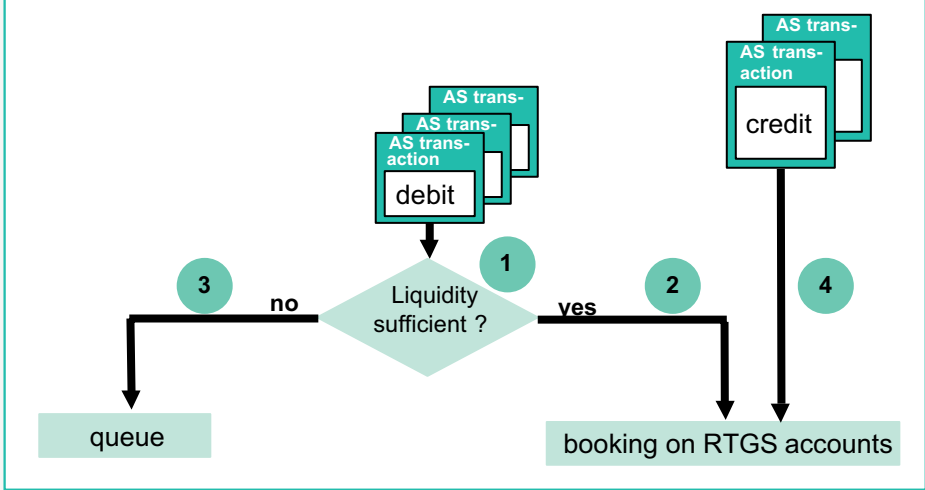 AS trans-
AS trans-
AS trans-
action
debit
AS trans-
AS trans-
action
credit
1
Liquidity
sufficient ?
3
no
yes
2
4
queue
booking on RTGS accounts